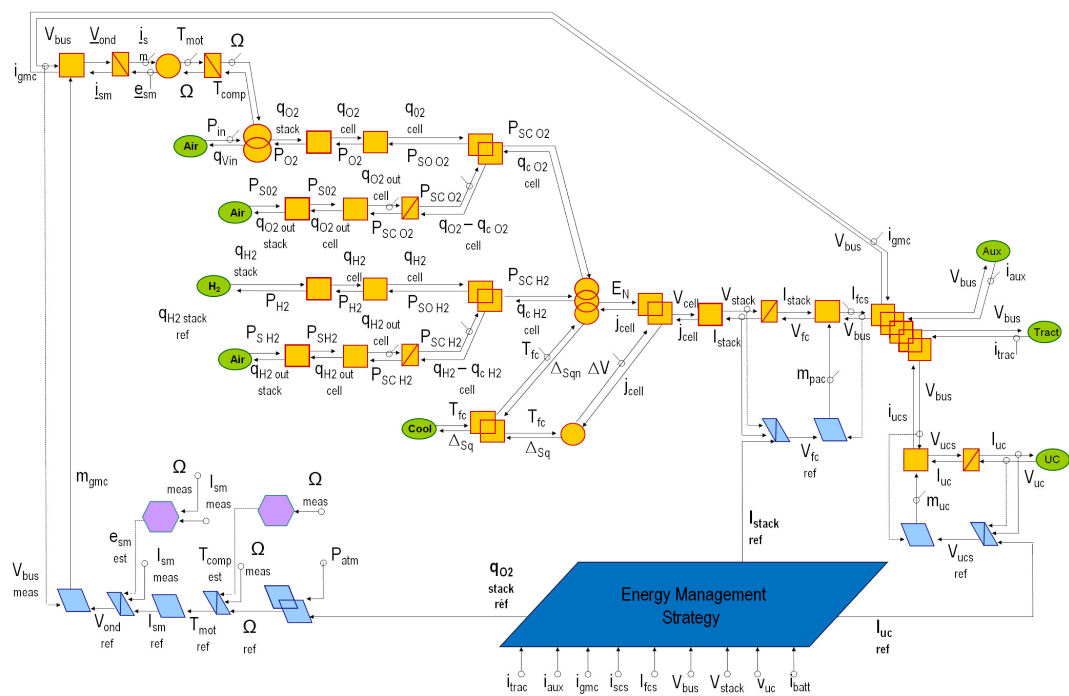 V_bus V_ond i_s m T_mot Ω
i_gmc i_sm e_sm Ω T_comp
P_in q_O2 stack q_O2 cell q_02 cell P_SC O2
Air q_Vin P_O2 P_O2 P_SO O2 q_c O2 cell
P_S02 P_S02 q_O2 out cell P_SC O2
Air q_O2 out stack q_O2 out cell P_SC O2 q_O2 – q_c O2 cell
V_bus i_gmc
Aux
V_bus i_aux
q_H2 stack q_H2 cell q_H2 cell P_SC H2
H_2 P_H2 P_H2 P_SO H2 q_c H2 cell
q_H2 stack ref
E_N V_cell V_stack I_stack I_fcs
j_cell j_cell I_stack V_fc V_bus
V_bus
Tract
i_trac
P_S H2 P_SH2 q_H2 out cell P_SC H2
Air q_H2 out stack q_H2 out cell P_SC H2 q_H2 – q_c H2 cell
T_fc
Δ_Sqn ΔV
j_cell
m_pac
V_bus
i_ucs
T_fc T_fc
Cool Δ_Sq Δ_Sq
V_fc ref
V_ucs I_uc
UC
I_uc V_uc
m_uc
V_ucs ref
m_gmc
Ω meas I_sm meas Ω meas
e_sm est I_sm meas T_comp est Ω meas P_atm
V_bus meas
V_ond ref I_sm ref T_mot ref Ω ref
I_stack ref
q_O2 stack ref
Energy Management
Strategy
I_uc ref
i_trac i_aux i_gmc i_scs I_fcs V_bus V_stack v_uc i_batt